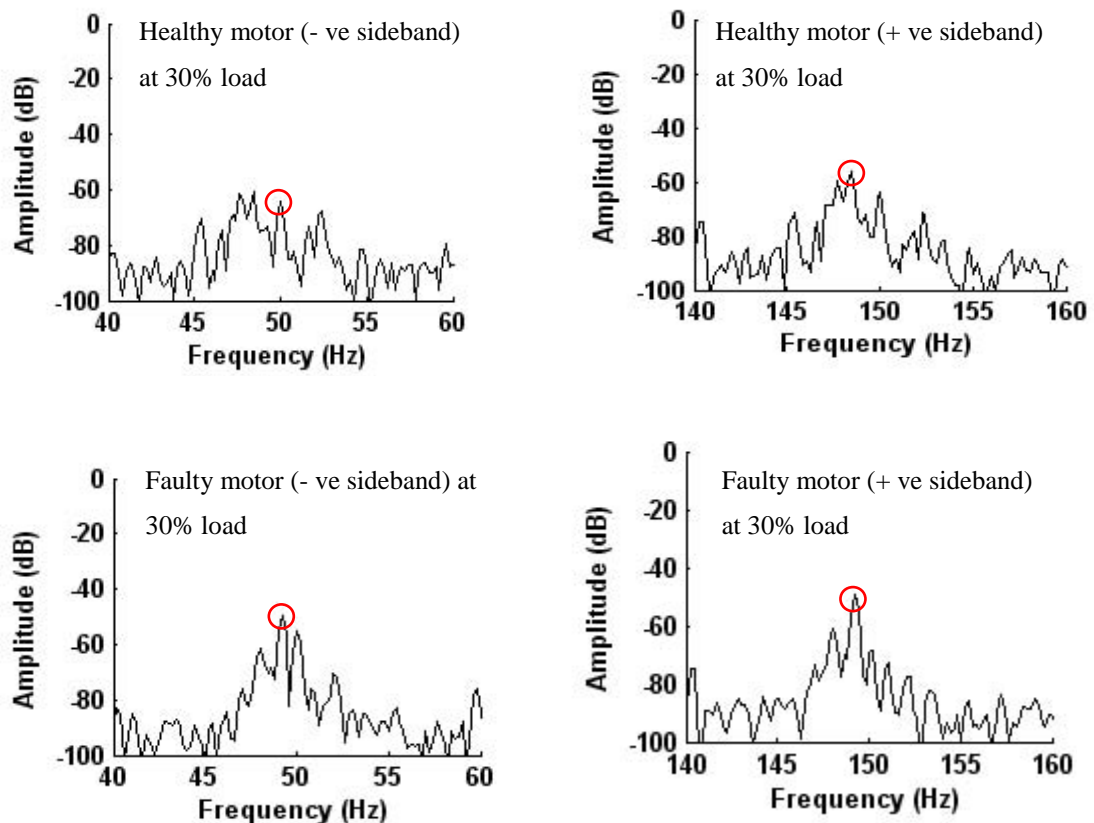 Healthy motor (- ve sideband)
at 30% load
0
-20
-40
-60
-80
-100
Amplitude (dB)
40
45
50
55
60
Frequency (Hz)
Healthy motor (+ ve sideband)
at 30% load
0
-20
-40
-60
-80
-100
Amplitude (dB)
140
145
150
155
160
Frequency (Hz)
Faulty motor (- ve sideband) at
30% load
0
-20
-40
-60
-80
-100
Amplitude (dB)
40
45
50
55
60
Frequency (Hz)
Faulty motor (+ ve sideband)
at 30% load
0
-20
-40
-60
-80
-100
Amplitude (dB)
140
145
150
155
160
Frequency (Hz)